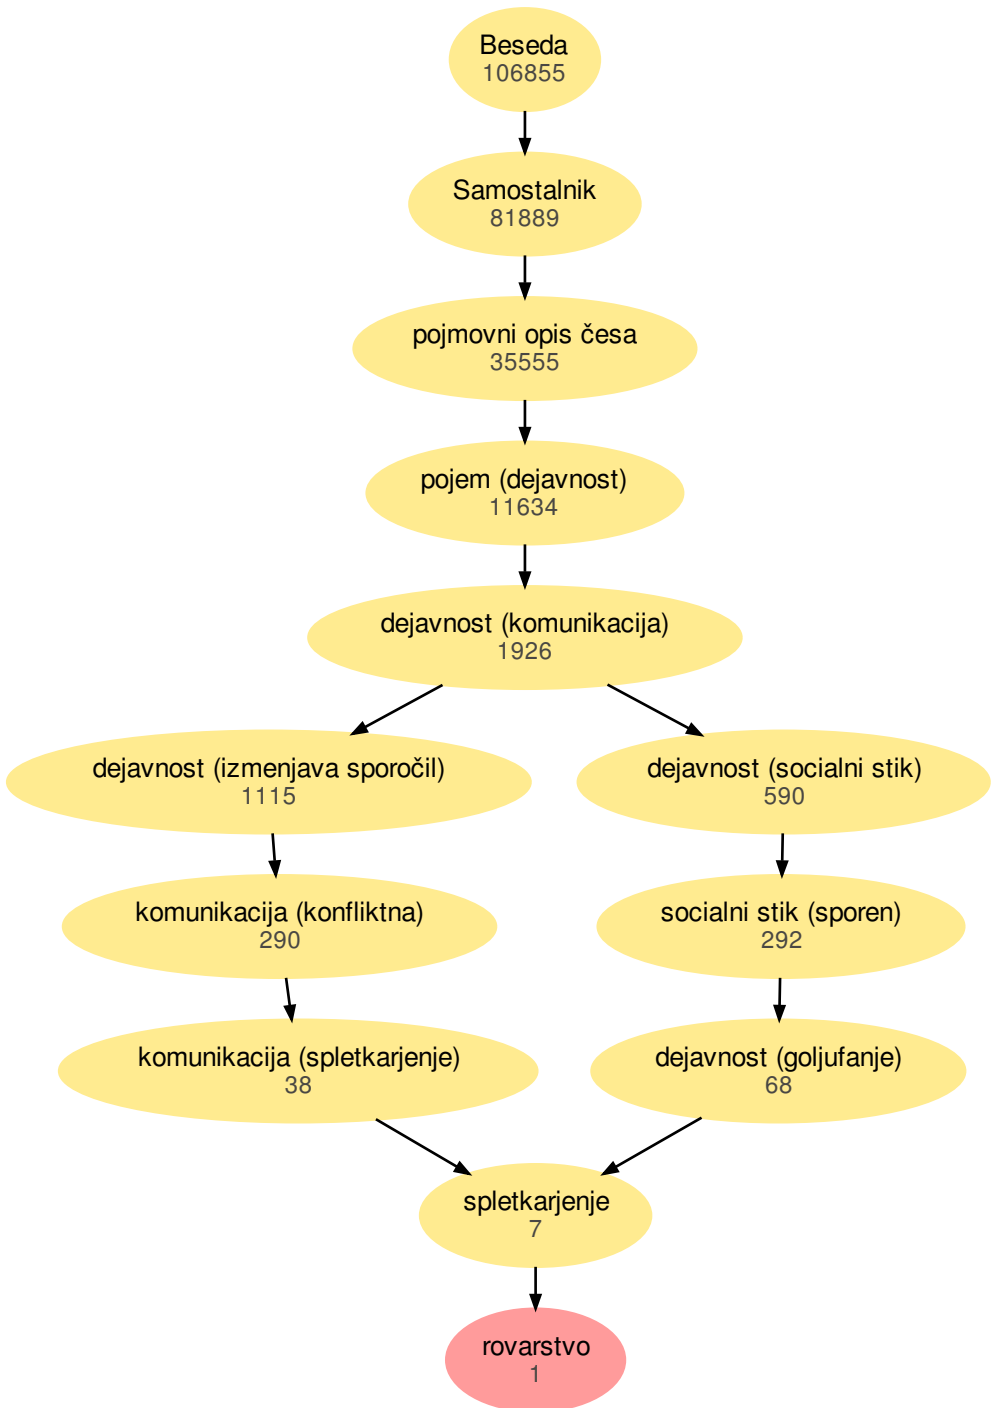 Beseda
106855
Samostalnik
81889
pojmovni opis česa
35555
pojem (dejavnost)
11634
dejavnost (komunikacija)
1926
dejavnost (izmenjava sporočil)
1115
dejavnost (socialni stik)
590
komunikacija (konfliktna)
290
socialni stik (sporen)
292
komunikacija (spletkarjenje)
38
dejavnost (goljufanje)
68
spletkarjenje
7
rovarstvo
1